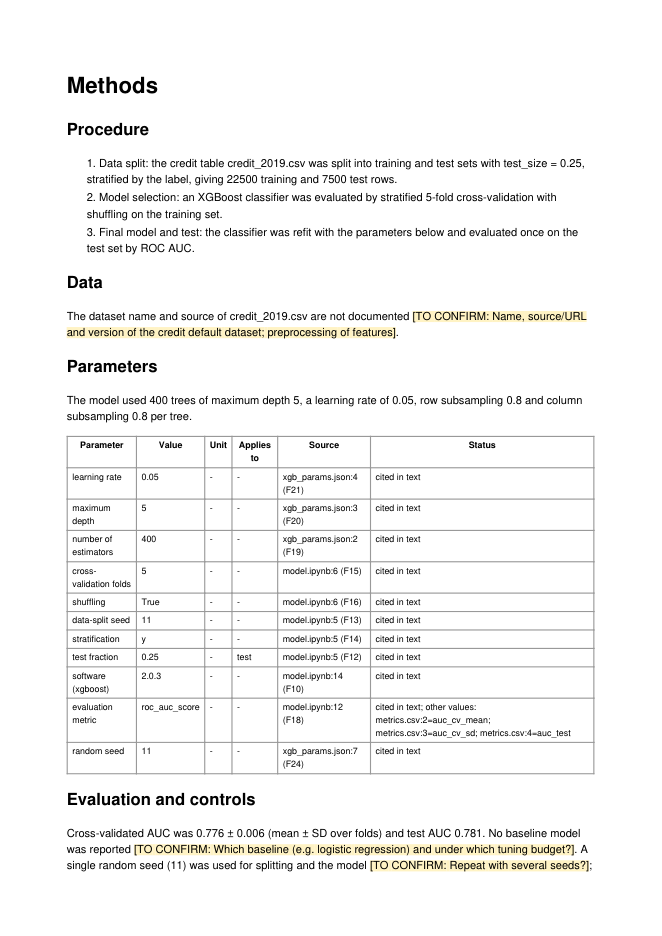 Methods
Procedure
1. Data split: the credit table credit_2019.csv was split into training and test sets with test_size = 0.25,
stratified by the label, giving 22500 training and 7500 test rows.
2. Model selection: an XGBoost classifier was evaluated by stratified 5-fold cross-validation with
shuffling on the training set.
3. Final model and test: the classifier was refit with the parameters below and evaluated once on the
test set by ROC AUC.
Data
The dataset name and source of credit_2019.csv are not documented [TO CONFIRM: Name, source/URL
and version of the credit default dataset; preprocessing of features].
Parameters
The model used 400 trees of maximum depth 5, a learning rate of 0.05, row subsampling 0.8 and column
subsampling 0.8 per tree.
Parameter Value Unit Applies to Source Status
learning rate 0.05 - - xgb_params.json:4 (F21) cited in text
maximum depth 5 - - xgb_params.json:3 (F20) cited in text
number of estimators 400 - - xgb_params.json:2 (F19) cited in text
cross-validation folds 5 - - model.ipynb:6 (F15) cited in text
shuffling True - - model.ipynb:6 (F16) cited in text
data-split seed 11 - - model.ipynb:5 (F13) cited in text
stratification y - - model.ipynb:5 (F14) cited in text
test fraction 0.25 - test model.ipynb:5 (F12) cited in text
software (xgboost) 2.0.3 - - model.ipynb:14 (F10) cited in text
evaluation metric roc_auc_score - - model.ipynb:12 (F18) cited in text; other values: metrics.csv:2=auc_cv_mean; metrics.csv:3=auc_cv_sd; metrics.csv:4=auc_test
random seed 11 - - xgb_params.json:7 (F24) cited in text
Evaluation and controls
Cross-validated AUC was 0.776 ± 0.006 (mean ± SD over folds) and test AUC 0.781. No baseline model
was reported [TO CONFIRM: Which baseline (e.g. logistic regression) and under which tuning budget?]. A
single random seed (11) was used for splitting and the model [TO CONFIRM: Repeat with several seeds?];